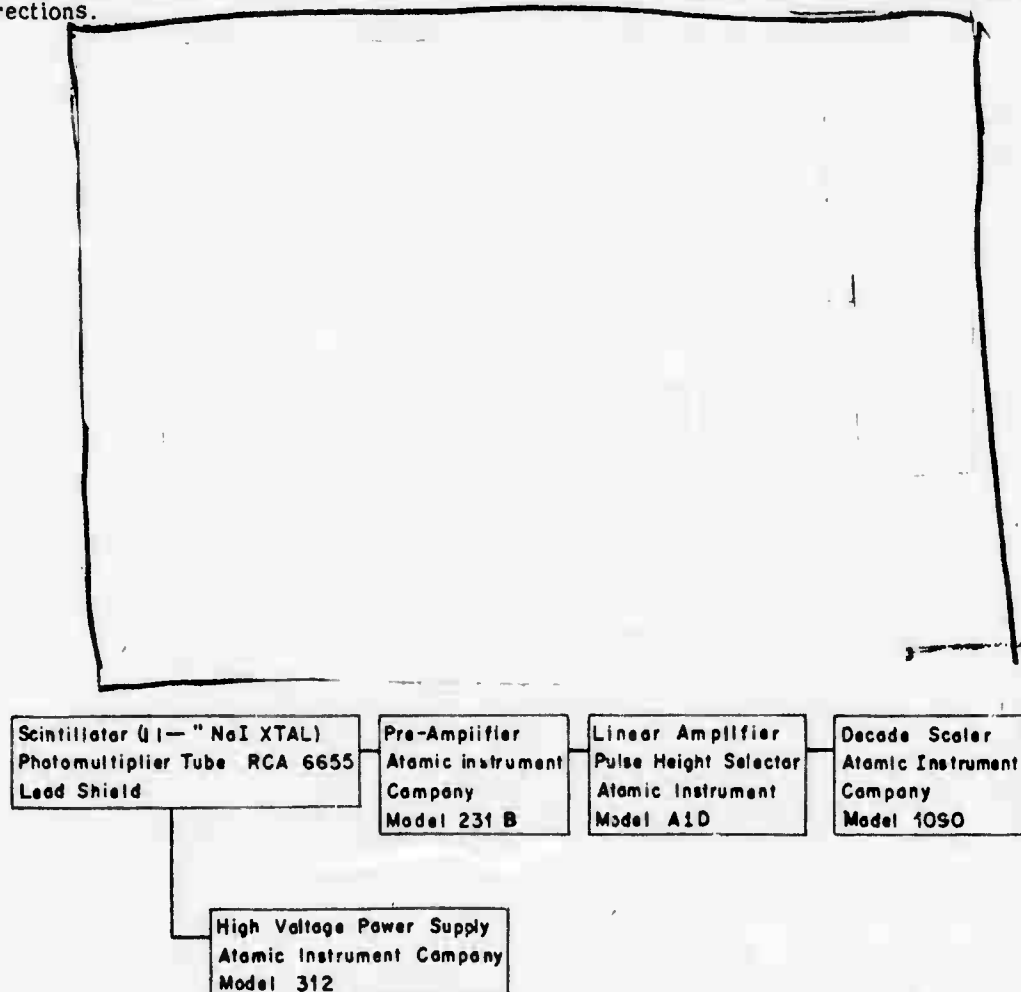 rections.
Scintillator (11—" NaI XTAL)
Photomultiplier Tube RCA 6655
Lead Shield
Pre-Amplifier
Atomic instrument
Company
Model 231 B
Linear Amplifier
Pulse Height Selector
Atomic Instrument
Model A1D
Decade Scaler
Atomic Instrument
Company
Model 1090
High Voltage Power Supply
Atomic Instrument Company
Model 312